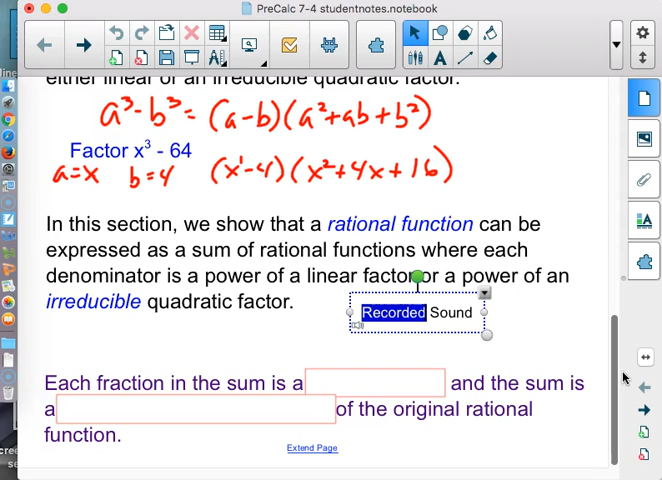 PreCalc 7-4 studentnotes.notebook
either linear or an irreducible quadratic factor.
a³-b³=(a-b)(a²+ab+b²)
Factor x³ - 64
a=x b=4 (x¹-4)(x²+4x+16)
In this section, we show that a rational function can be
expressed as a sum of rational functions where each
denominator is a power of a linear factor or a power of an
irreducible quadratic factor.
Recorded Sound
Each fraction in the sum is a and the sum is
a of the original rational
function.
Extend Page